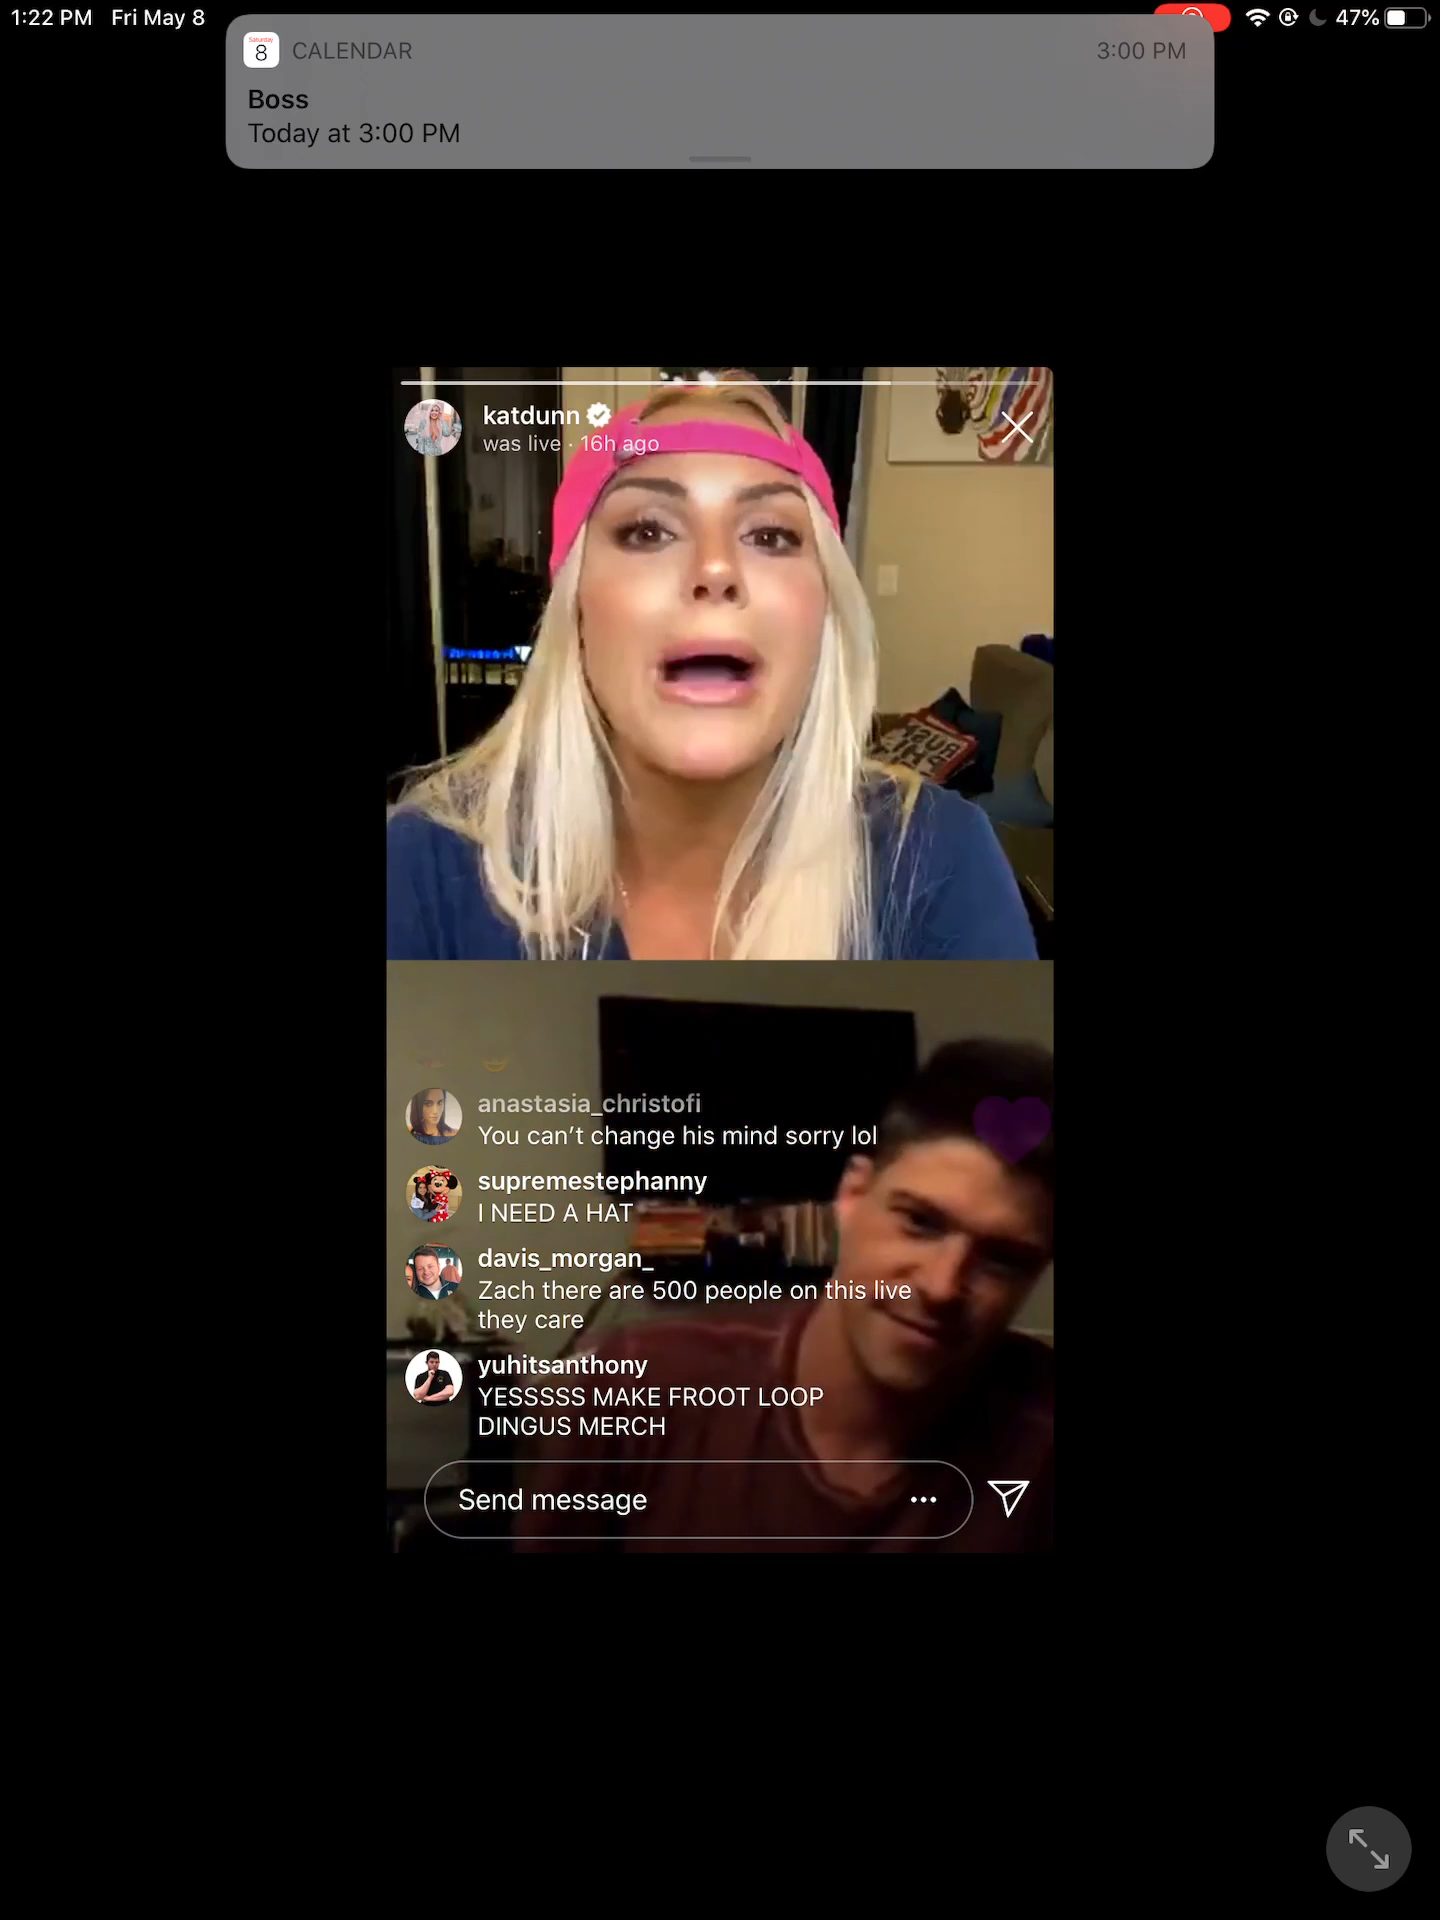 1:22 PM Fri May 8
47%
Saturday
8
CALENDAR
3:00 PM
Boss
Today at 3:00 PM
katdunn
was live · 16h ago
anastasia_christofi
You can’t change his mind sorry lol
supremestephanny
I NEED A HAT
davis_morgan_
Zach there are 500 people on this live
they care
yuhitsanthony
YESSSSS MAKE FROOT LOOP
DINGUS MERCH
Send message